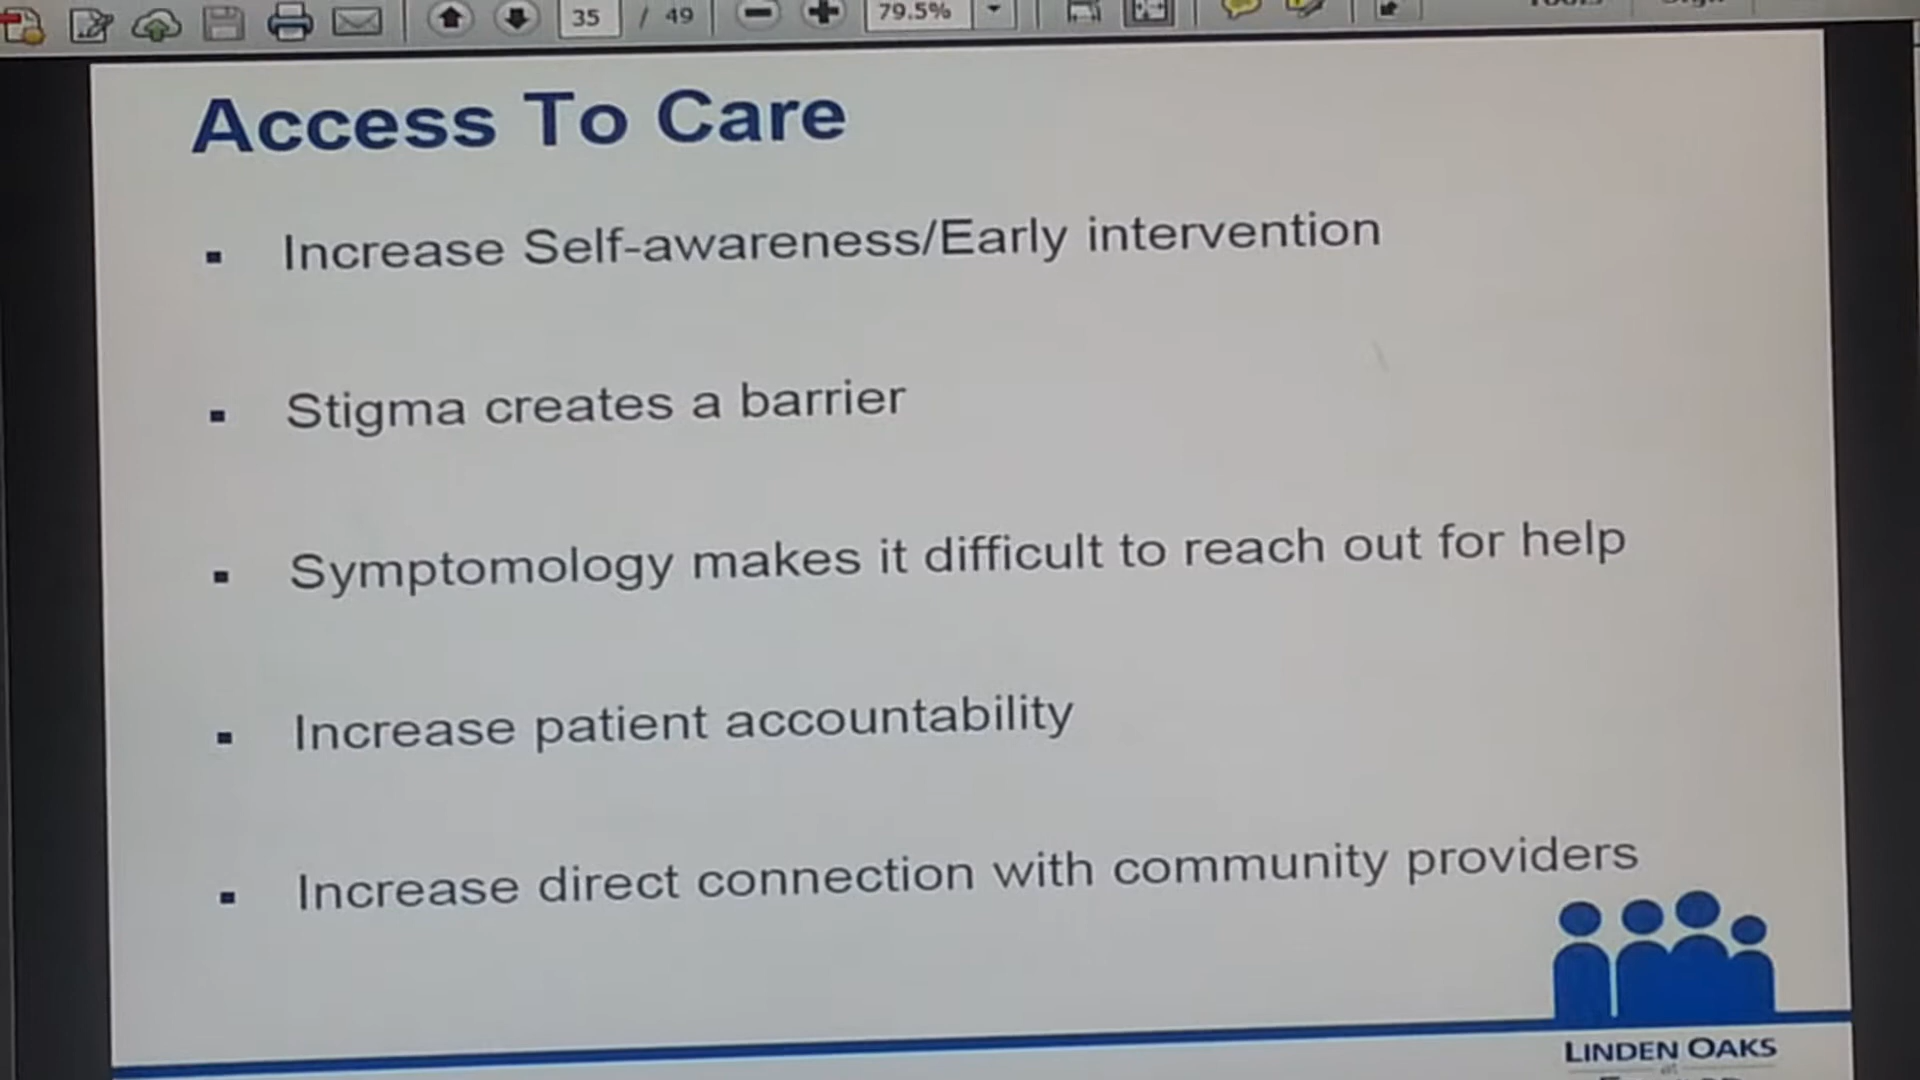 35 / 49 79.5%
Access To Care
▪ Increase Self-awareness/Early intervention
▪ Stigma creates a barrier
▪ Symptomology makes it difficult to reach out for help
▪ Increase patient accountability
▪ Increase direct connection with community providers
LINDEN OAKS
at